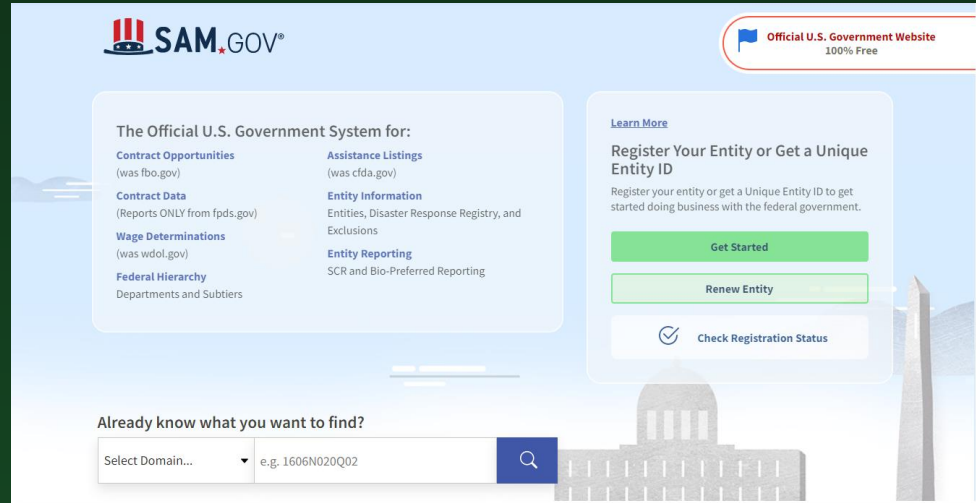 SAM.GOV®
Official U.S. Government Website
100% Free
The Official U.S. Government System for:
Contract Opportunities
(was fbo.gov)
Contract Data
(Reports ONLY from fpds.gov)
Wage Determinations
(was wdol.gov)
Federal Hierarchy
Departments and Subtiers
Assistance Listings
(was cfda.gov)
Entity Information
Entities, Disaster Response Registry, and
Exclusions
Entity Reporting
SCR and Bio-Preferred Reporting
Learn More
Register Your Entity or Get a Unique
Entity ID
Register your entity or get a Unique Entity ID to get
started doing business with the federal government.
Get Started
Renew Entity
Check Registration Status
Already know what you want to find?
Select Domain...
e.g. 1606N020Q02